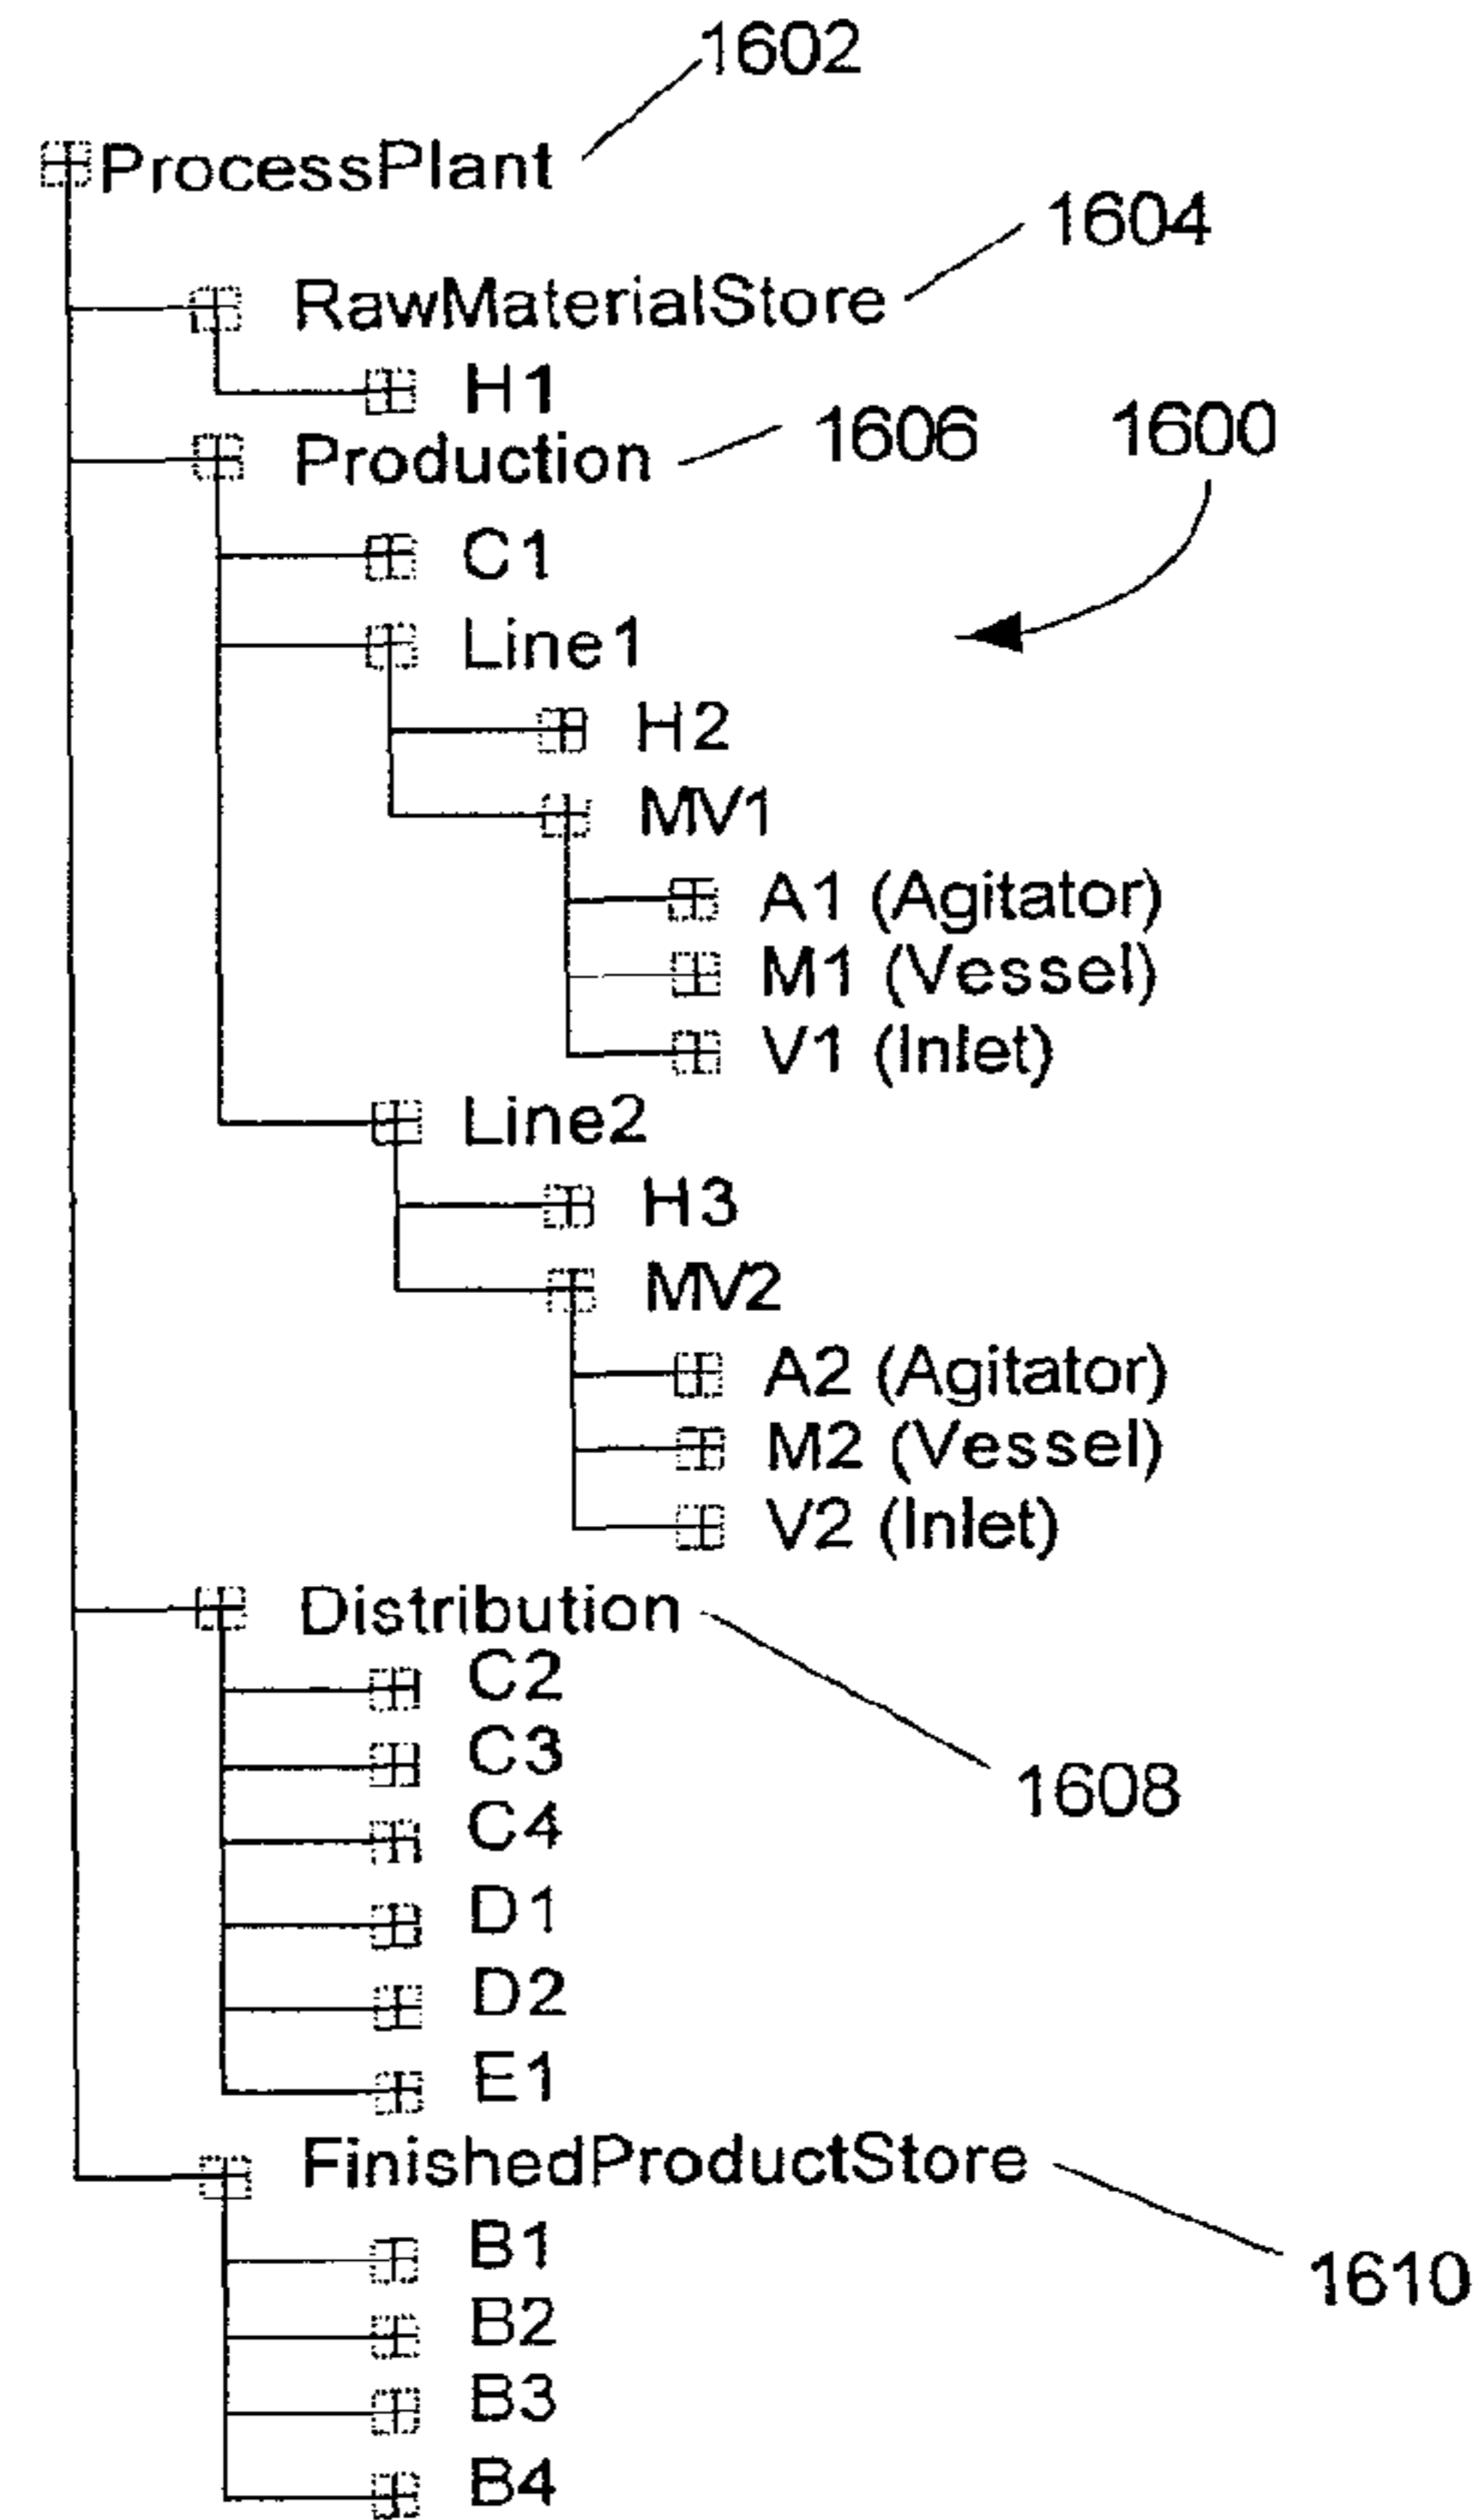 1602
ProcessPlant
1604
RawMaterialStore
H1
1606
1600
Production
C1
Line1
H2
MV1
A1 (Agitator)
M1 (Vessel)
V1 (Inlet)
Line2
H3
MV2
A2 (Agitator)
M2 (Vessel)
V2 (Inlet)
Distribution
C2
C3
1608
C4
D1
D2
E1
FinishedProductStore
B1
1610
B2
B3
B4